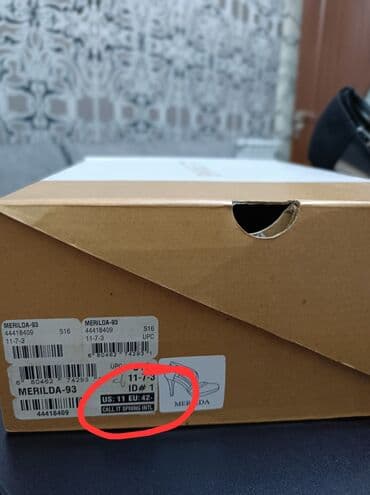 MERILDA-93
44418409 S16
11-7-3
MERILDA-93
44418409 S16
11-7-3 UPC
UPC
11-7-3
MERILDA-93 ID# 1
US: 11 EU: 42-
44418409 CALL IT SPRING INTL
MERILDA